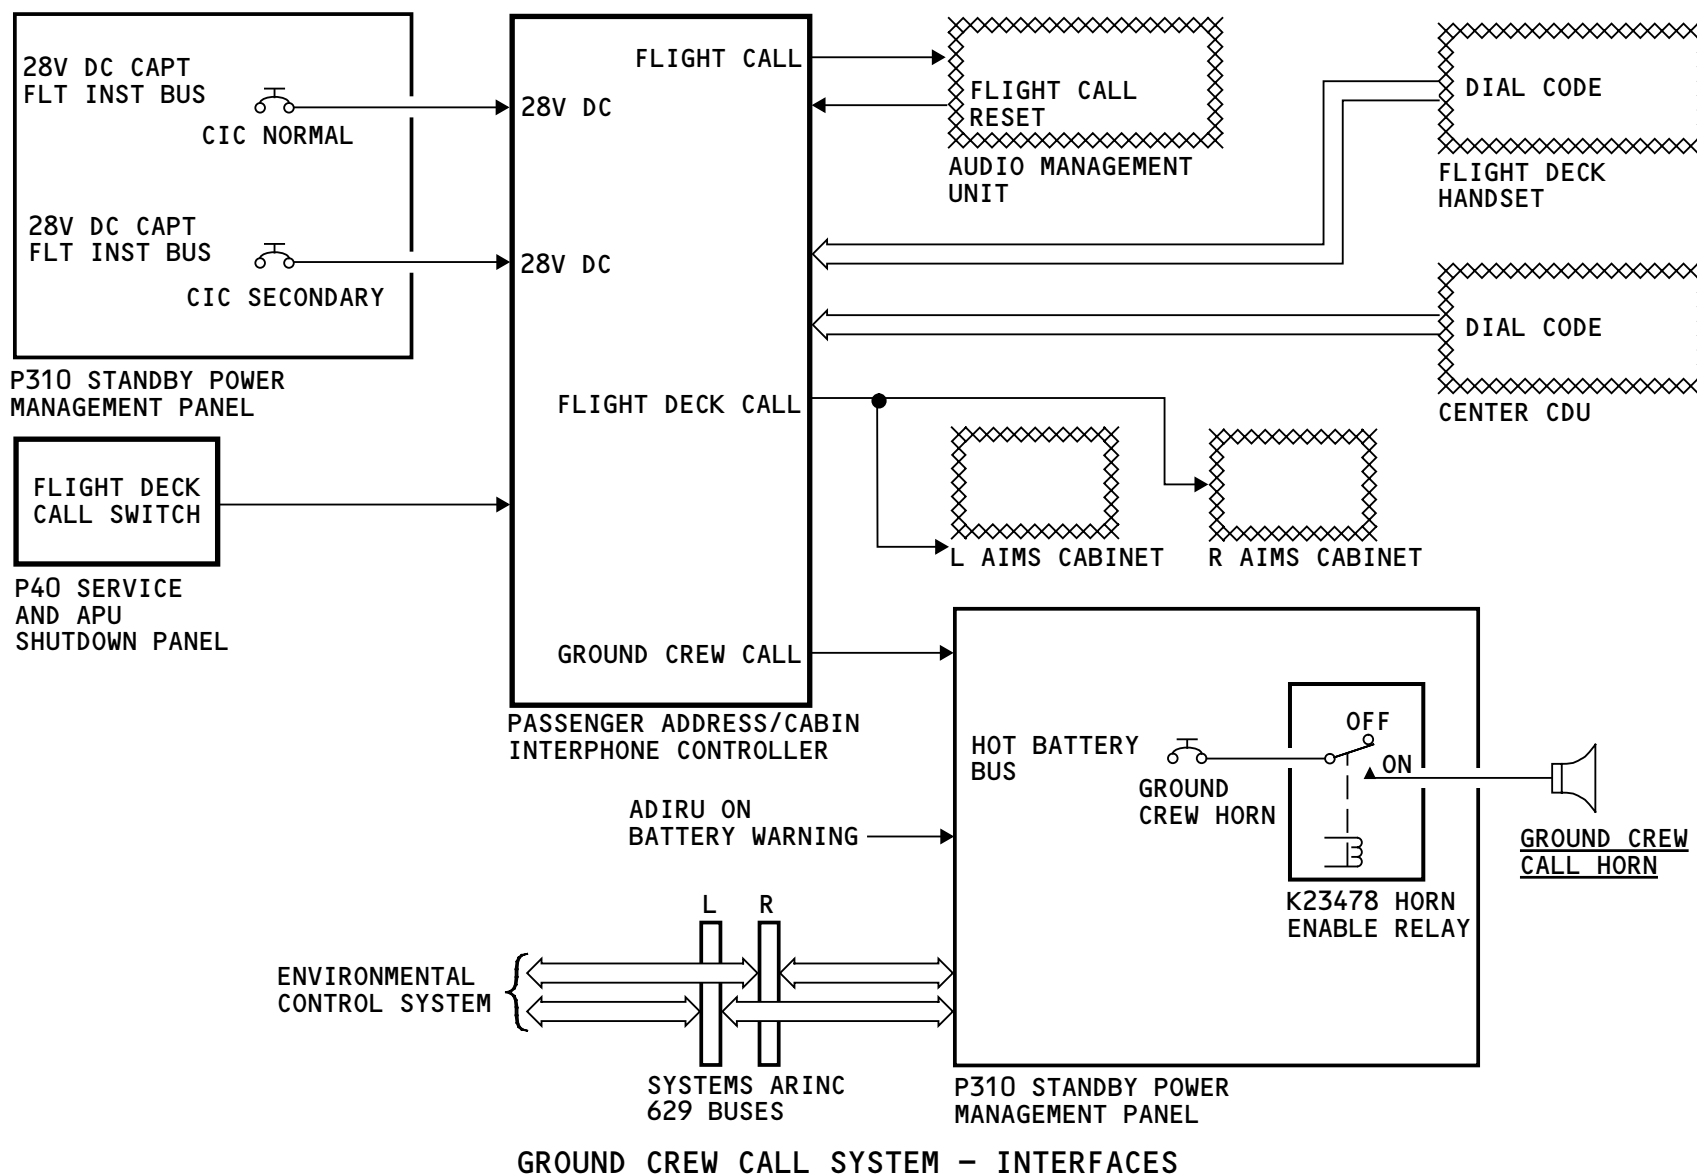 28V DC CAPT
FLT INST BUS
CIC NORMAL
28V DC CAPT
FLT INST BUS
CIC SECONDARY
P310 STANDBY POWER
MANAGEMENT PANEL
FLIGHT DECK
CALL SWITCH
P40 SERVICE
AND APU
SHUTDOWN PANEL
FLIGHT CALL
28V DC
28V DC
FLIGHT DECK CALL
GROUND CREW CALL
PASSENGER ADDRESS/CABIN
INTERPHONE CONTROLLER
FLIGHT CALL
RESET
AUDIO MANAGEMENT
UNIT
DIAL CODE
FLIGHT DECK
HANDSET
DIAL CODE
CENTER CDU
L AIMS CABINET
R AIMS CABINET
HOT BATTERY
BUS
GROUND
CREW HORN
OFF
ON
K23478 HORN
ENABLE RELAY
GROUND CREW
CALL HORN
ADIRU ON
BATTERY WARNING
L
R
ENVIRONMENTAL
CONTROL SYSTEM
SYSTEMS ARINC
629 BUSES
P310 STANDBY POWER
MANAGEMENT PANEL
GROUND CREW CALL SYSTEM – INTERFACES